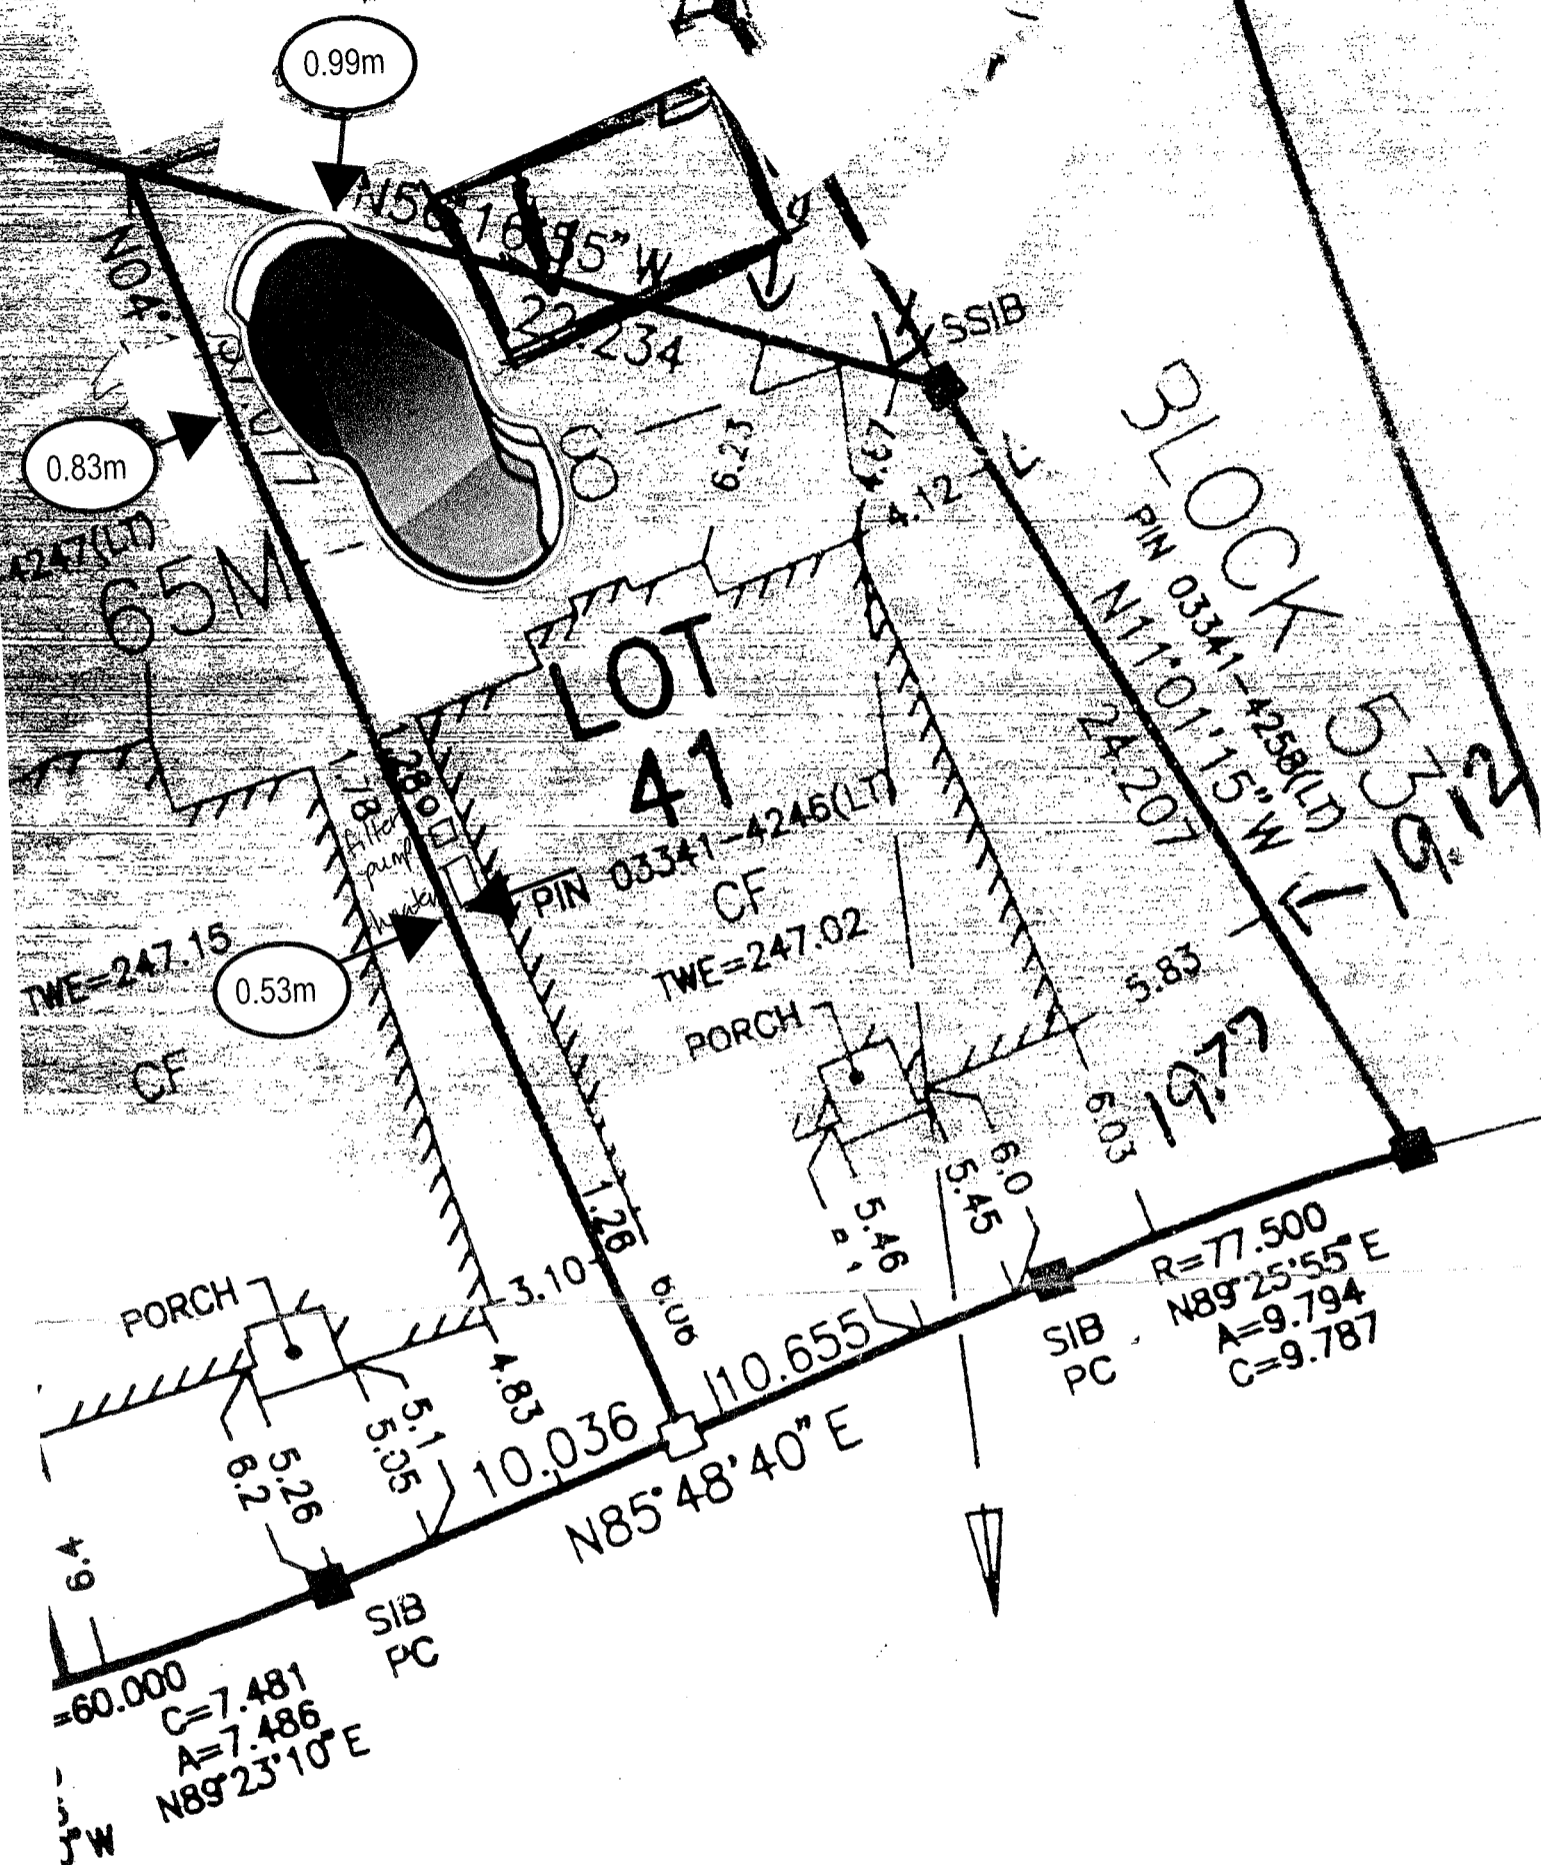 0.99m
22.234
SSIB
0.83m
6.23
4.67
4.12
4247(LT)
65M
BLOCK 53
PIN 03341-4258(LT)
N11°01'15"W
24.207
19.12
LOT
41
PIN 03341-4246(LT)
CF
TWE=247.02
PORCH
1.28
1.78
filter
pump
heater
0.53m
TWE=247.15
CF
5.83
19.77
6.03
6.0
5.45
5.46
1.26
6.06
3.10
PORCH
4.83
5.1
5.05
5.26
6.2
10.036
10.655
N85°48'40"E
SIB
PC
R=77.500
N89°25'55"E
A=9.794
C=9.787
SIB
PC
=60.000
C=7.481
A=7.486
N89°23'10"E